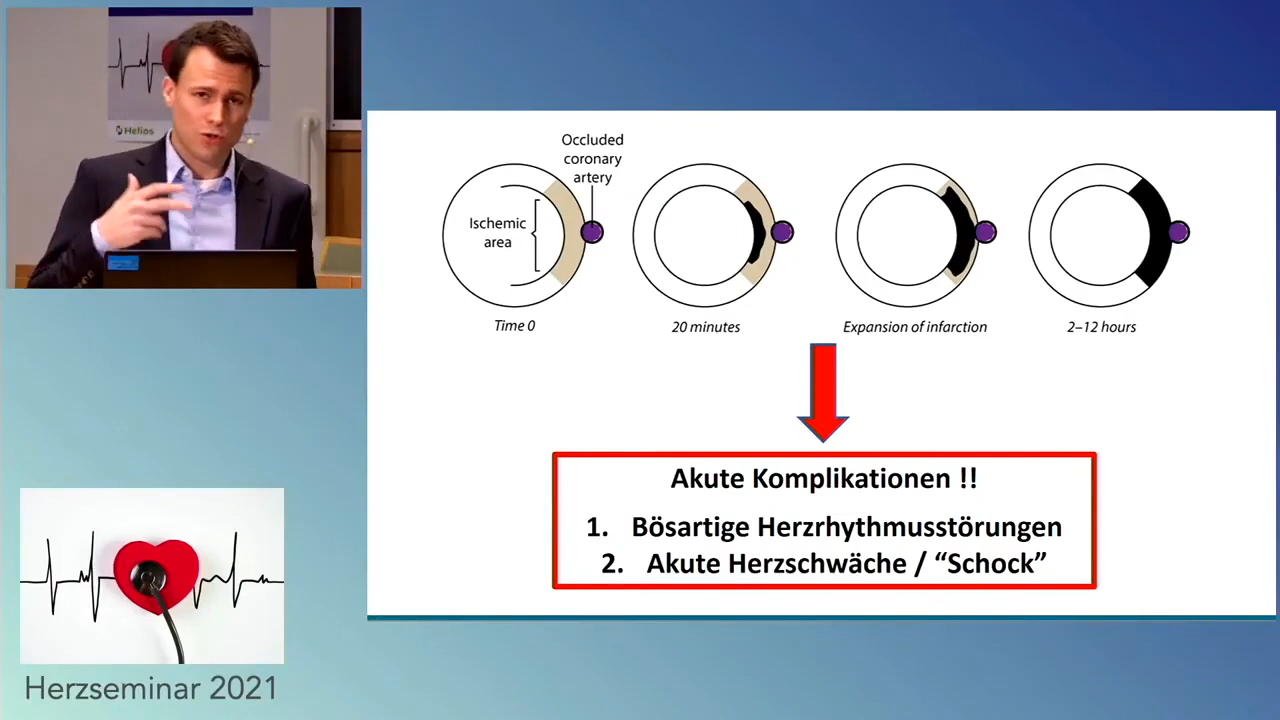 Helios
Occluded
coronary
artery
Ischemic
area
Time 0
20 minutes
Expansion of infarction
2–12 hours
Akute Komplikationen !!
1. Bösartige Herzrhythmusstörungen
2. Akute Herzschwäche / “Schock”
Herzseminar 2021